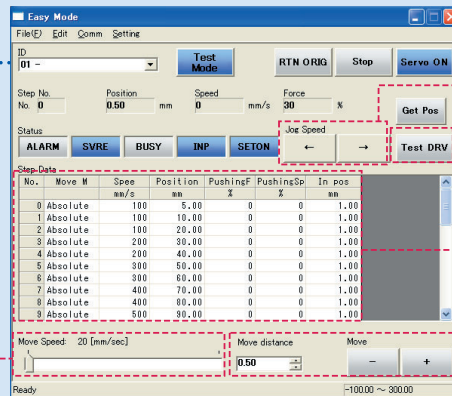 Easy Mode
File(F) Edit Comm Setting
ID
01 -
Test Mode
RTN ORIG
Stop
Servo ON
Step No. Position Speed Force
No. 0 0.50 mm 0 mm/s 30 %
Get Pos
Status
ALARM SVRE BUSY INP SETON
Jog Speed
← →
Test DRV
Step Data
No. Move M Spee Position PushingF PushingSp In pos
mm/s mm % % mm
0 Absolute 100 5.00 0 0 1.00
1 Absolute 100 10.00 0 0 1.00
2 Absolute 100 20.00 0 0 1.00
3 Absolute 200 30.00 0 0 1.00
4 Absolute 200 40.00 0 0 1.00
5 Absolute 300 50.00 0 0 1.00
6 Absolute 300 60.00 0 0 1.00
7 Absolute 400 70.00 0 0 1.00
8 Absolute 400 80.00 0 0 1.00
9 Absolute 500 90.00 0 0 1.00
Move Speed: 20 [mm/sec]
Move distance
0.50
Move
- +
Ready
-100.00 ~ 300.00